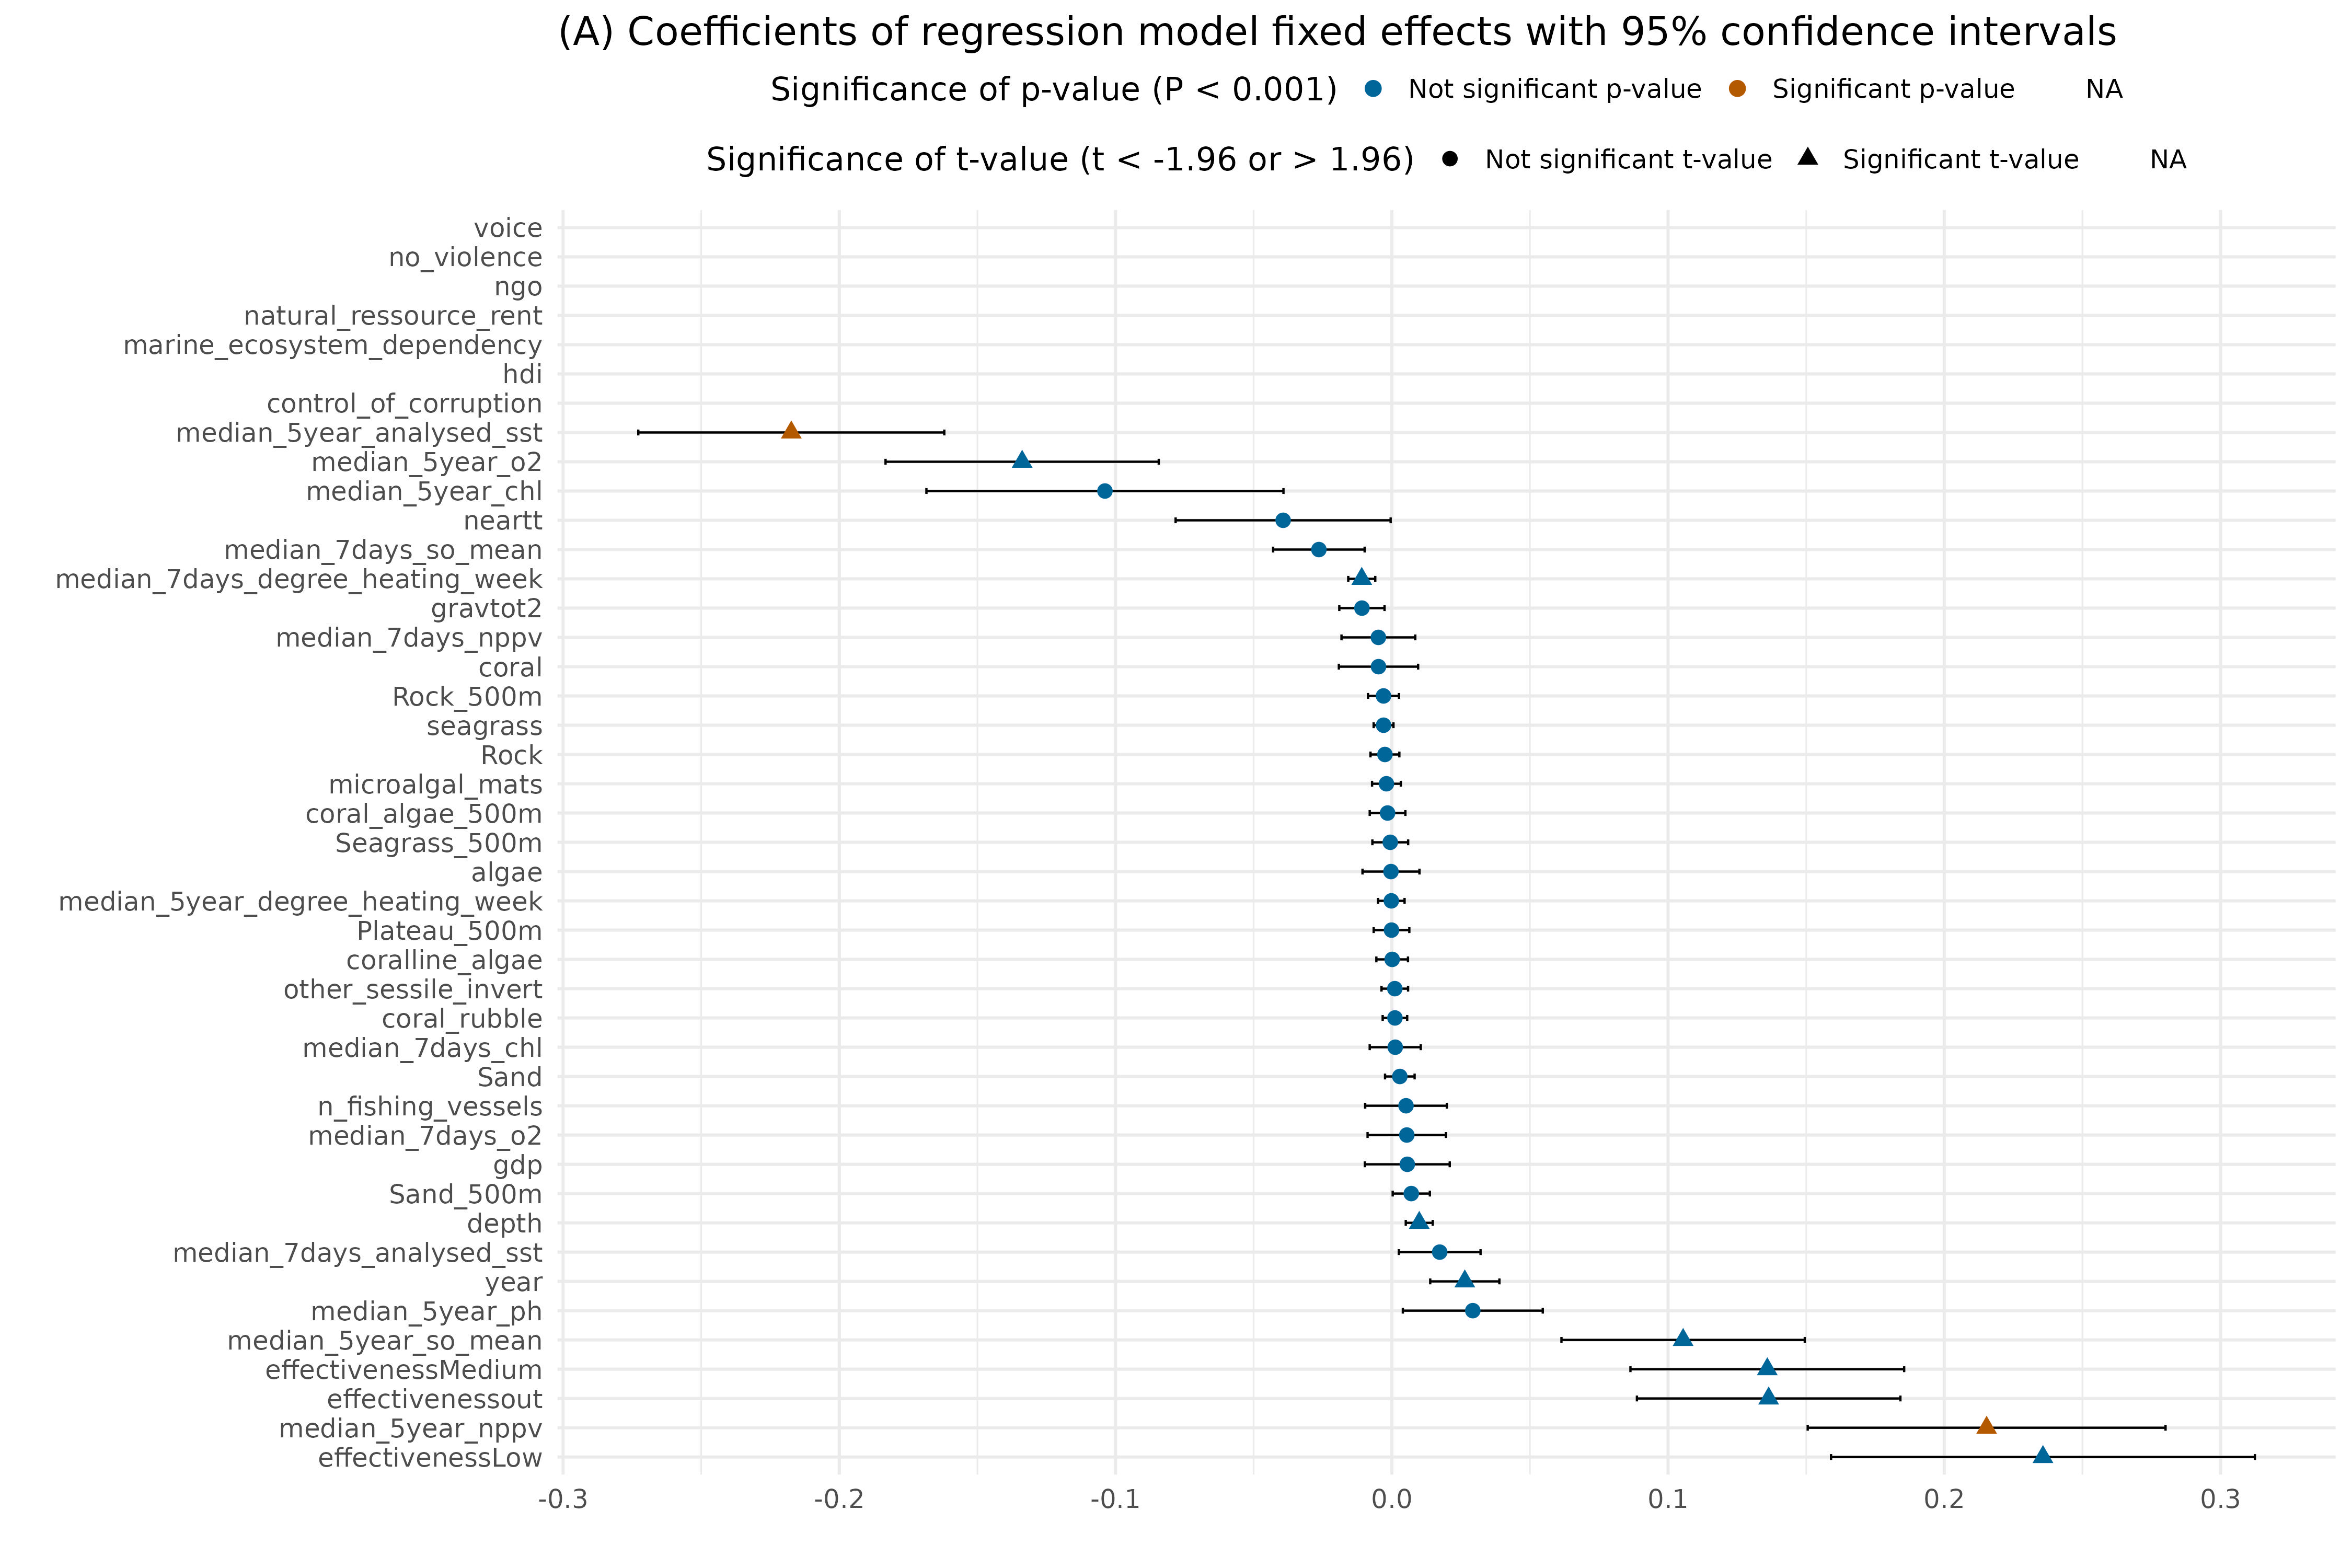 (A) Coefficients of regression model fixed effects with 95% confidence intervals
Significance of p-value (P < 0.001) Not significant p-value Significant p-value NA
Significance of t-value (t < -1.96 or > 1.96) Not significant t-value Significant t-value NA
voice
no_violence
ngo
natural_ressource_rent
marine_ecosystem_dependency
hdi
control_of_corruption
median_5year_analysed_sst
median_5year_o2
median_5year_chl
neartt
median_7days_so_mean
median_7days_degree_heating_week
gravtot2
median_7days_nppv
coral
Rock_500m
seagrass
Rock
microalgal_mats
coral_algae_500m
Seagrass_500m
algae
median_5year_degree_heating_week
Plateau_500m
coralline_algae
other_sessile_invert
coral_rubble
median_7days_chl
Sand
n_fishing_vessels
median_7days_o2
gdp
Sand_500m
depth
median_7days_analysed_sst
year
median_5year_ph
median_5year_so_mean
effectivenessMedium
effectivenessout
median_5year_nppv
effectivenessLow
-0.3 -0.2 -0.1 0.0 0.1 0.2 0.3